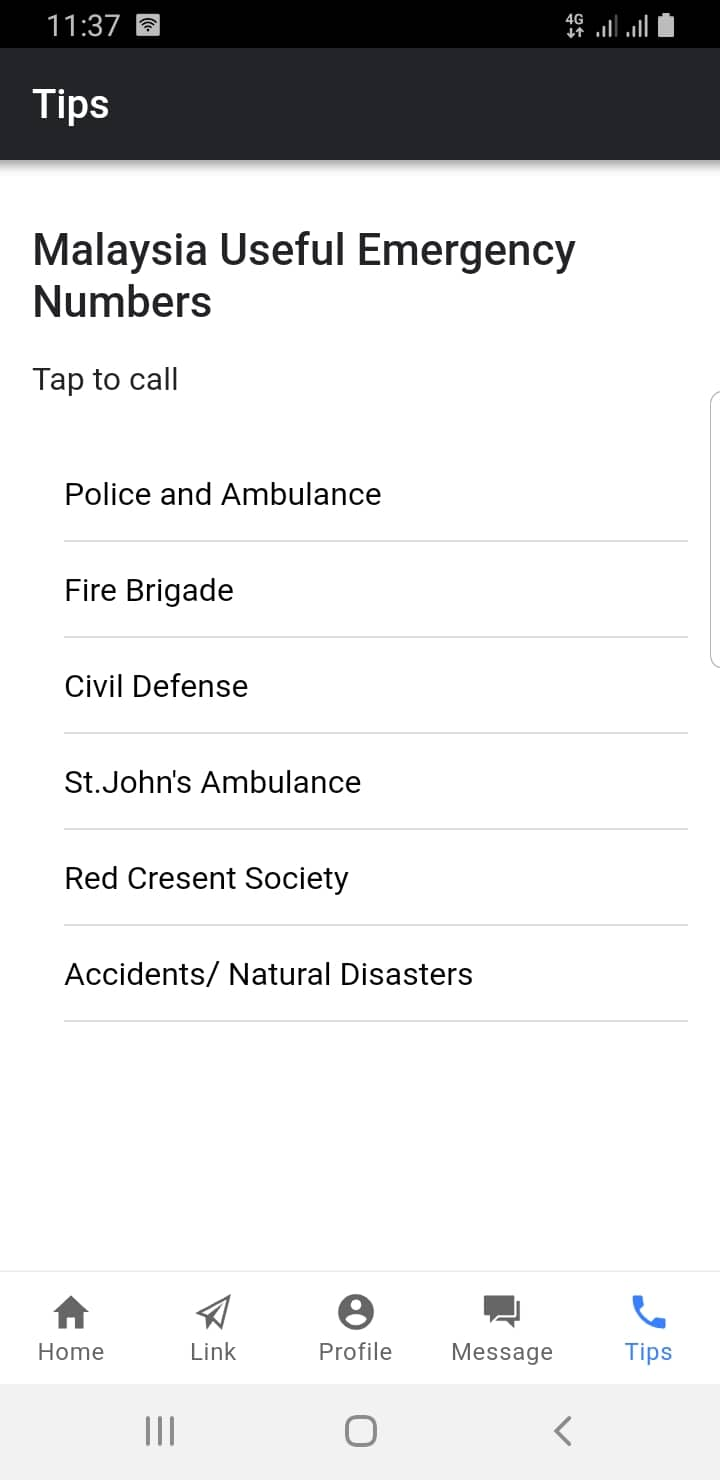 11:37
4G
Tips
Malaysia Useful Emergency
Numbers
Tap to call
Police and Ambulance
Fire Brigade
Civil Defense
St.John's Ambulance
Red Cresent Society
Accidents/ Natural Disasters
Home Link Profile Message Tips